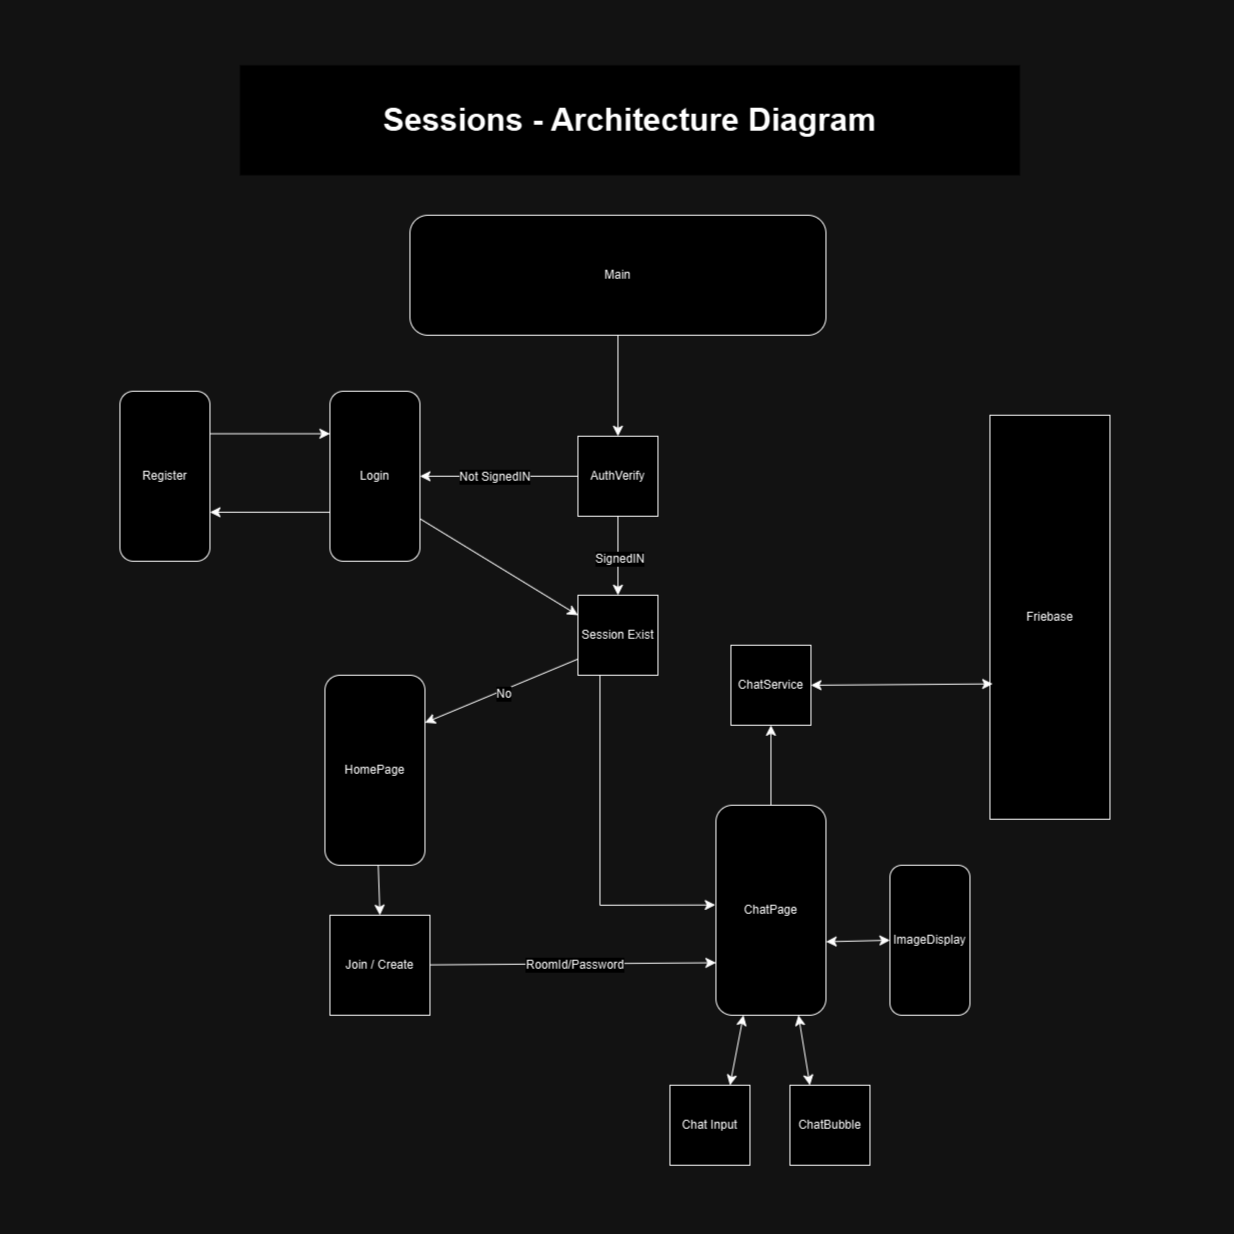 Sessions - Architecture Diagram
Main
Register
Login
Not SignedIN
AuthVerify
SignedIN
Friebase
Session Exist
No
ChatService
HomePage
ChatPage
ImageDisplay
Join / Create
RoomId/Password
Chat Input
ChatBubble